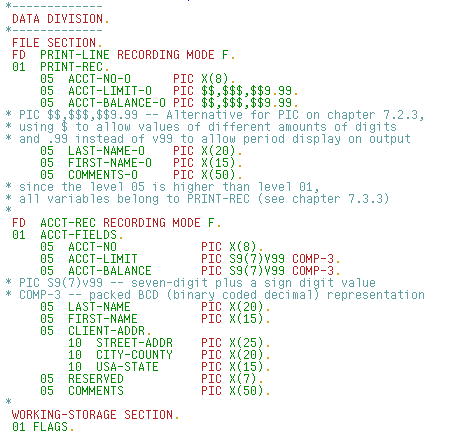 *-------------
 DATA DIVISION.
*-------------
 FILE SECTION.
 FD  PRINT-LINE RECORDING MODE F.
 01  PRINT-REC.
     05  ACCT-NO-O      PIC X(8).
     05  ACCT-LIMIT-O   PIC $$,$$$,$$9.99.
     05  ACCT-BALANCE-O PIC $$,$$$,$$9.99.
* PIC $$,$$$,$$9.99 -- Alternative for PIC on chapter 7.2.3,
* using $ to allow values of different amounts of digits
* and .99 instead of v99 to allow period display on output
     05  LAST-NAME-O    PIC X(20).
     05  FIRST-NAME-O   PIC X(15).
     05  COMMENTS-O     PIC X(50).
* since the level 05 is higher than level 01,
* all variables belong to PRINT-REC (see chapter 7.3.3)
*
 FD  ACCT-REC RECORDING MODE F.
 01  ACCT-FIELDS.
     05  ACCT-NO            PIC X(8).
     05  ACCT-LIMIT         PIC S9(7)V99 COMP-3.
     05  ACCT-BALANCE       PIC S9(7)V99 COMP-3.
* PIC S9(7)v99 -- seven-digit plus a sign digit value
* COMP-3 -- packed BCD (binary coded decimal) representation
     05  LAST-NAME          PIC X(20).
     05  FIRST-NAME         PIC X(15).
     05  CLIENT-ADDR.
         10  STREET-ADDR    PIC X(25).
         10  CITY-COUNTY    PIC X(20).
         10  USA-STATE      PIC X(15).
     05  RESERVED           PIC X(7).
     05  COMMENTS           PIC X(50).
*
 WORKING-STORAGE SECTION.
 01 FLAGS.